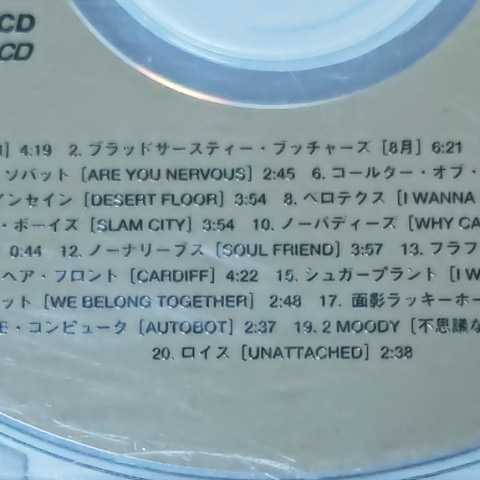 CD
CD
] 4:19 2. ブラッドサースティー・ブッチャーズ [8月] 6:21
ソバット [ARE YOU NERVOUS] 2:45 6. コールター・オブ・
インセイン [DESERT FLOOR] 3:54 8. ベロテクス [I WANNA
・ボーイズ [SLAM CITY] 3:54 10. ノーバディーズ [WHY CA
0:44 12. ノーナリーブス [SOUL FRIEND] 3:57 13. フラフ
ヘア・フロント [CARDIFF] 4:22 15. シュガープラント [I W
ット [WE BELONG TOGETHER] 2:48 17. 面影ラッキーホー
・コンピュータ [AUTOBOT] 2:37 19. 2 MOODY [不思議な
20. ロイス [UNATTACHED] 2:38